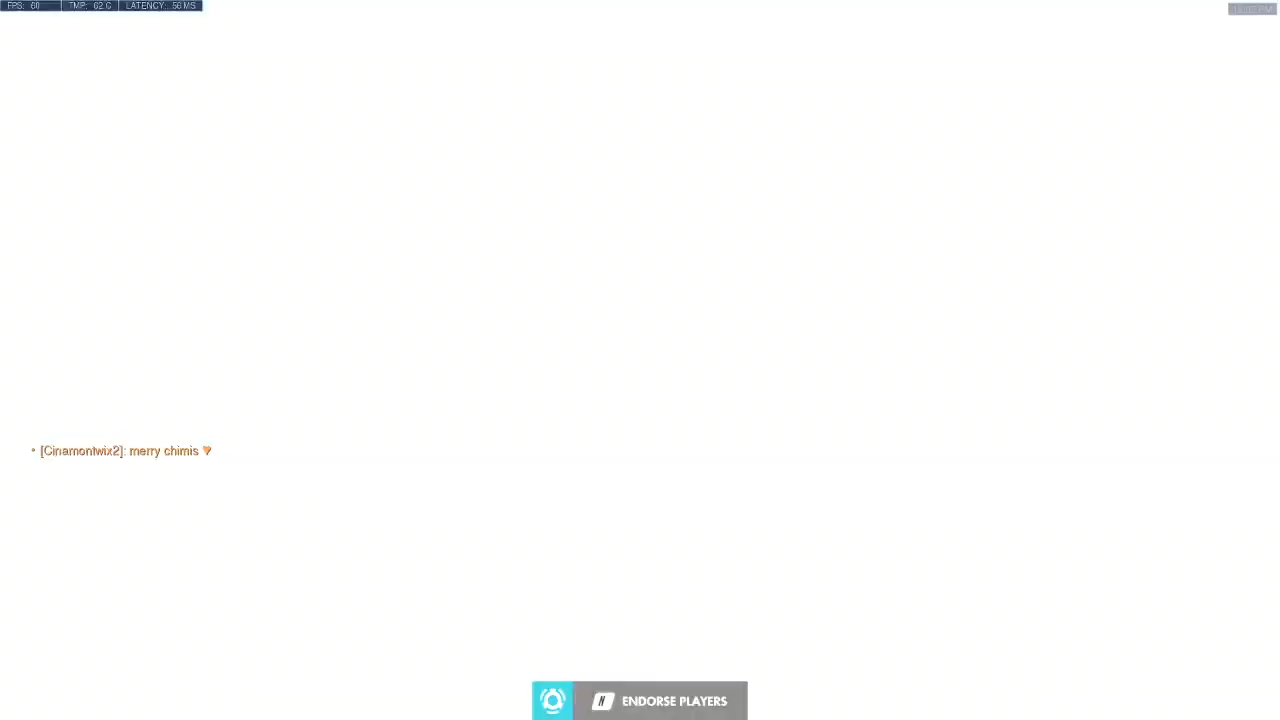 FPS: 60 TMP: 62 C LATENCY: 56 MS
• [Cinamontwix2]: merry chimis
N ENDORSE PLAYERS